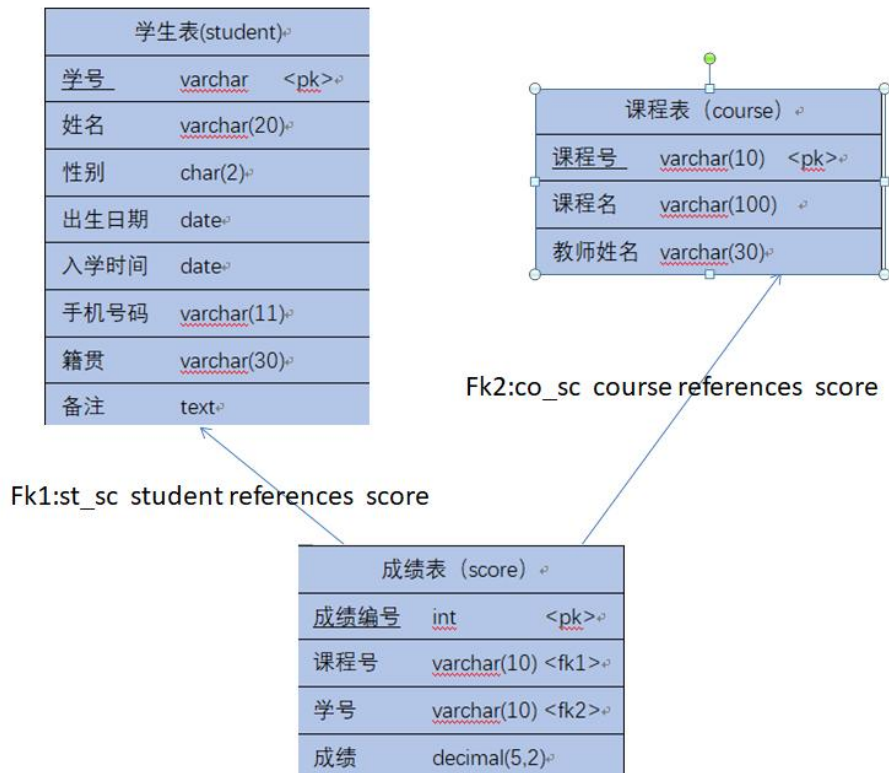 学生表(student)
学号 varchar <pk>
姓名 varchar(20)
性别 char(2)
出生日期 date
入学时间 date
手机号码 varchar(11)
籍贯 varchar(30)
备注 text
课程表（course）
课程号 varchar(10) <pk>
课程名 varchar(100)
教师姓名 varchar(30)
Fk2:co_sc course references score
Fk1:st_sc student references score
成绩表（score）
成绩编号 int <pk>
课程号 varchar(10) <fk1>
学号 varchar(10) <fk2>
成绩 decimal(5,2)